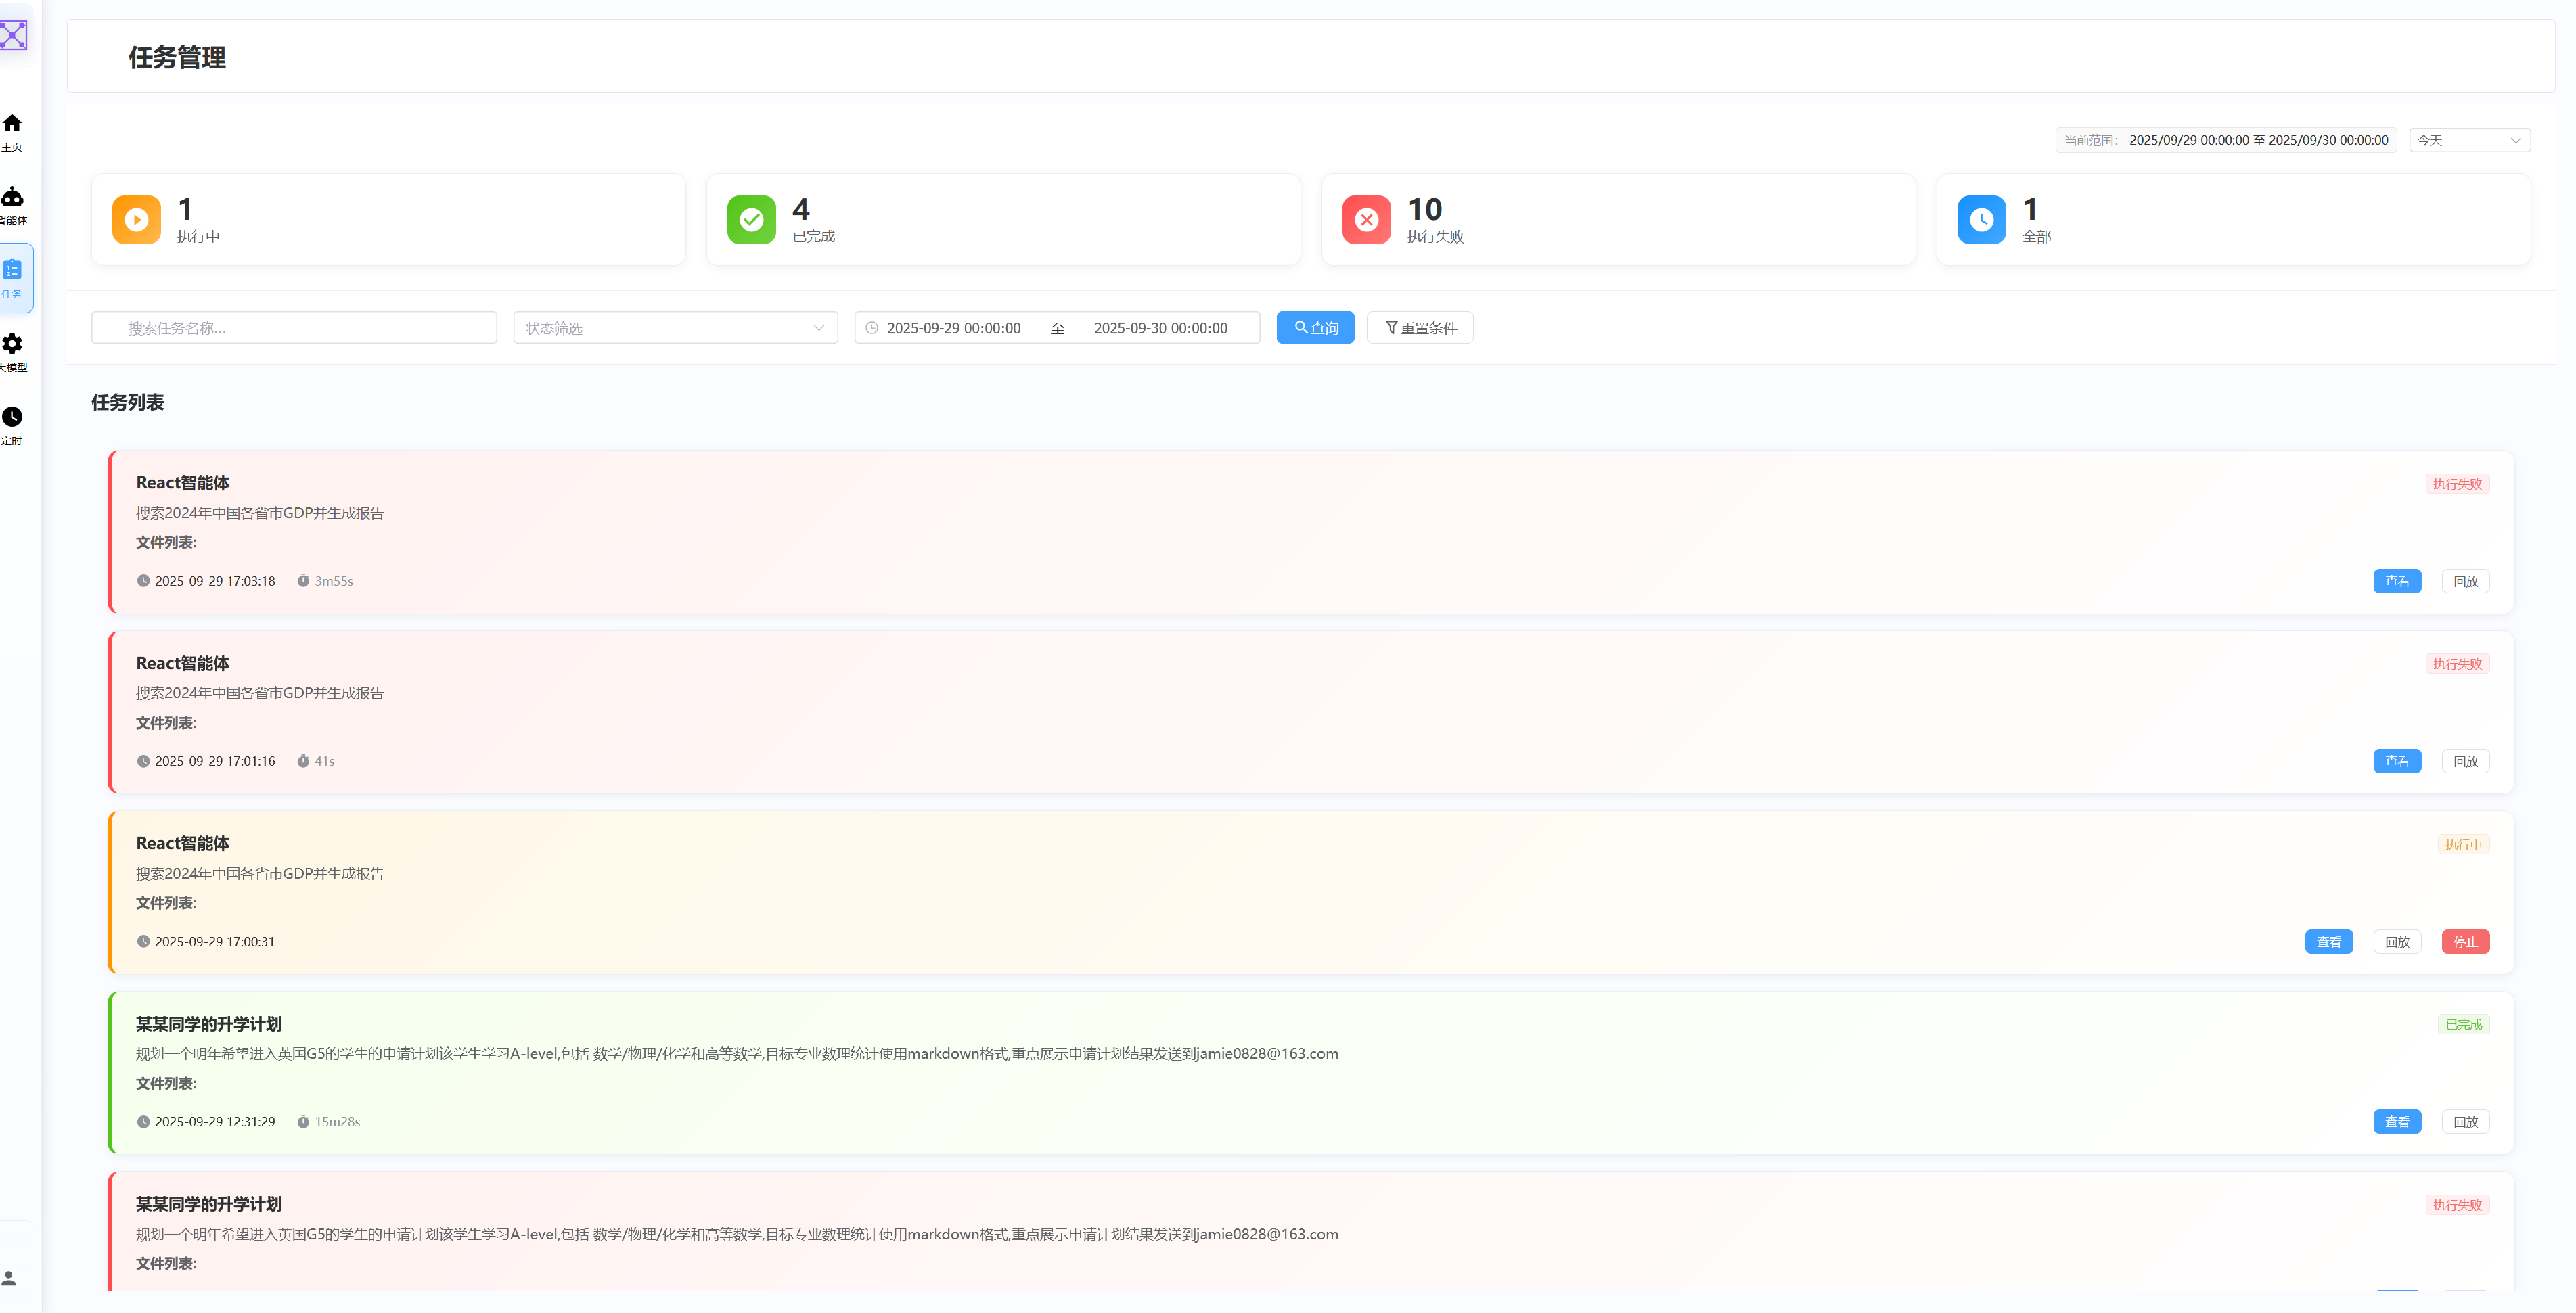 任务管理
主页
智能体
任务
大模型
定时
当前范围： 2025/09/29 00:00:00 至 2025/09/30 00:00:00
今天
1
执行中
4
已完成
10
执行失败
1
全部
搜索任务名称...
状态筛选
2025-09-29 00:00:00 至 2025-09-30 00:00:00
查询
重置条件
任务列表
React智能体
执行失败
搜索2024年中国各省市GDP并生成报告
文件列表:
2025-09-29 17:03:18 3m55s
查看 回放
React智能体
执行失败
搜索2024年中国各省市GDP并生成报告
文件列表:
2025-09-29 17:01:16 41s
查看 回放
React智能体
执行中
搜索2024年中国各省市GDP并生成报告
文件列表:
2025-09-29 17:00:31
查看 回放 停止
某某同学的升学计划
已完成
规划一个明年希望进入英国G5的学生的申请计划该学生学习A-level,包括 数学/物理/化学和高等数学,目标专业数理统计使用markdown格式,重点展示申请计划结果发送到jamie0828@163.com
文件列表:
2025-09-29 12:31:29 15m28s
查看 回放
某某同学的升学计划
执行失败
规划一个明年希望进入英国G5的学生的申请计划该学生学习A-level,包括 数学/物理/化学和高等数学,目标专业数理统计使用markdown格式,重点展示申请计划结果发送到jamie0828@163.com
文件列表: